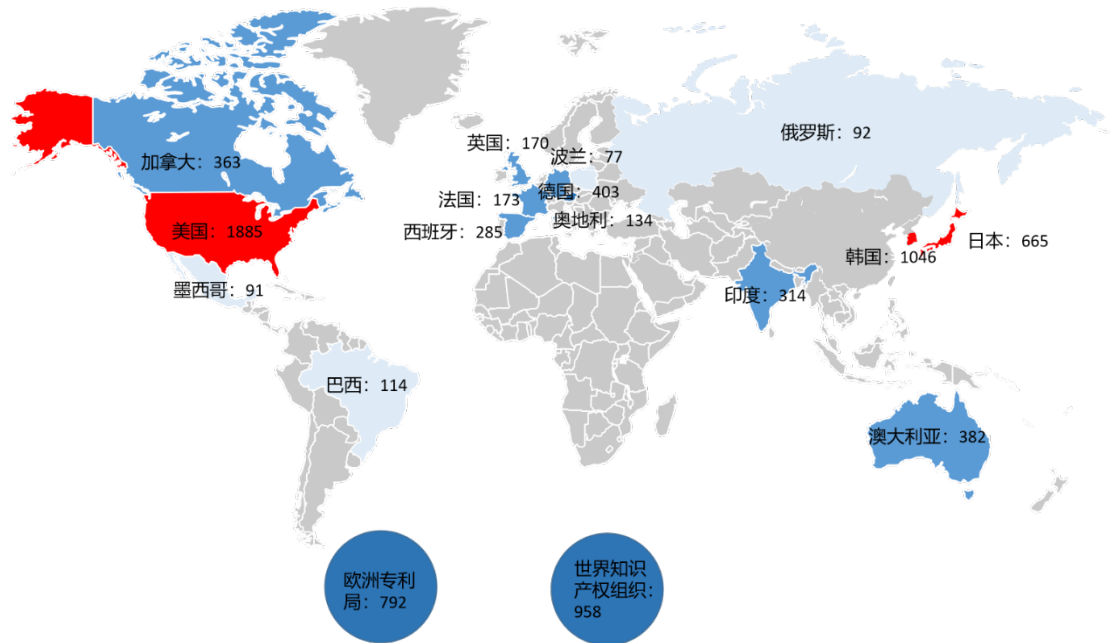 俄罗斯：92
英国：170
波兰：77
加拿大：363
德国：403
法国：173
奥地利：134
美国：1885
西班牙：285
日本：665
韩国：1046
墨西哥：91
印度：314
巴西：114
澳大利亚：382
欧洲专利
局：792
世界知识
产权组织：
958